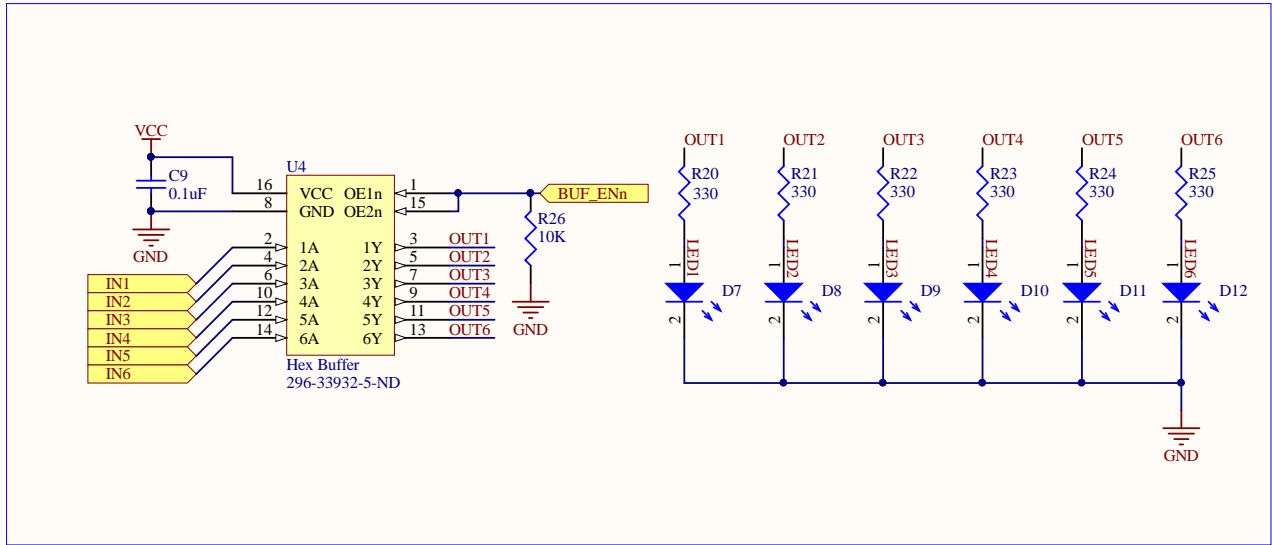 VCC
C9
0.1uF
GND
U4
16 VCC OE1n 1
8 GND OE2n 15
2 1A 1Y 3 OUT1
4 2A 2Y 5 OUT2
6 3A 3Y 7 OUT3
10 4A 4Y 9 OUT4
12 5A 5Y 11 OUT5
14 6A 6Y 13 OUT6
IN1
IN2
IN3
IN4
IN5
IN6
Hex Buffer
296-33932-5-ND
BUF_ENn
R26
10K
GND
OUT1 OUT2 OUT3 OUT4 OUT5 OUT6
R20 R21 R22 R23 R24 R25
330 330 330 330 330 330
LED1 LED2 LED3 LED4 LED5 LED6
1 1 1 1 1 1
D7 D8 D9 D10 D11 D12
2 2 2 2 2 2
GND